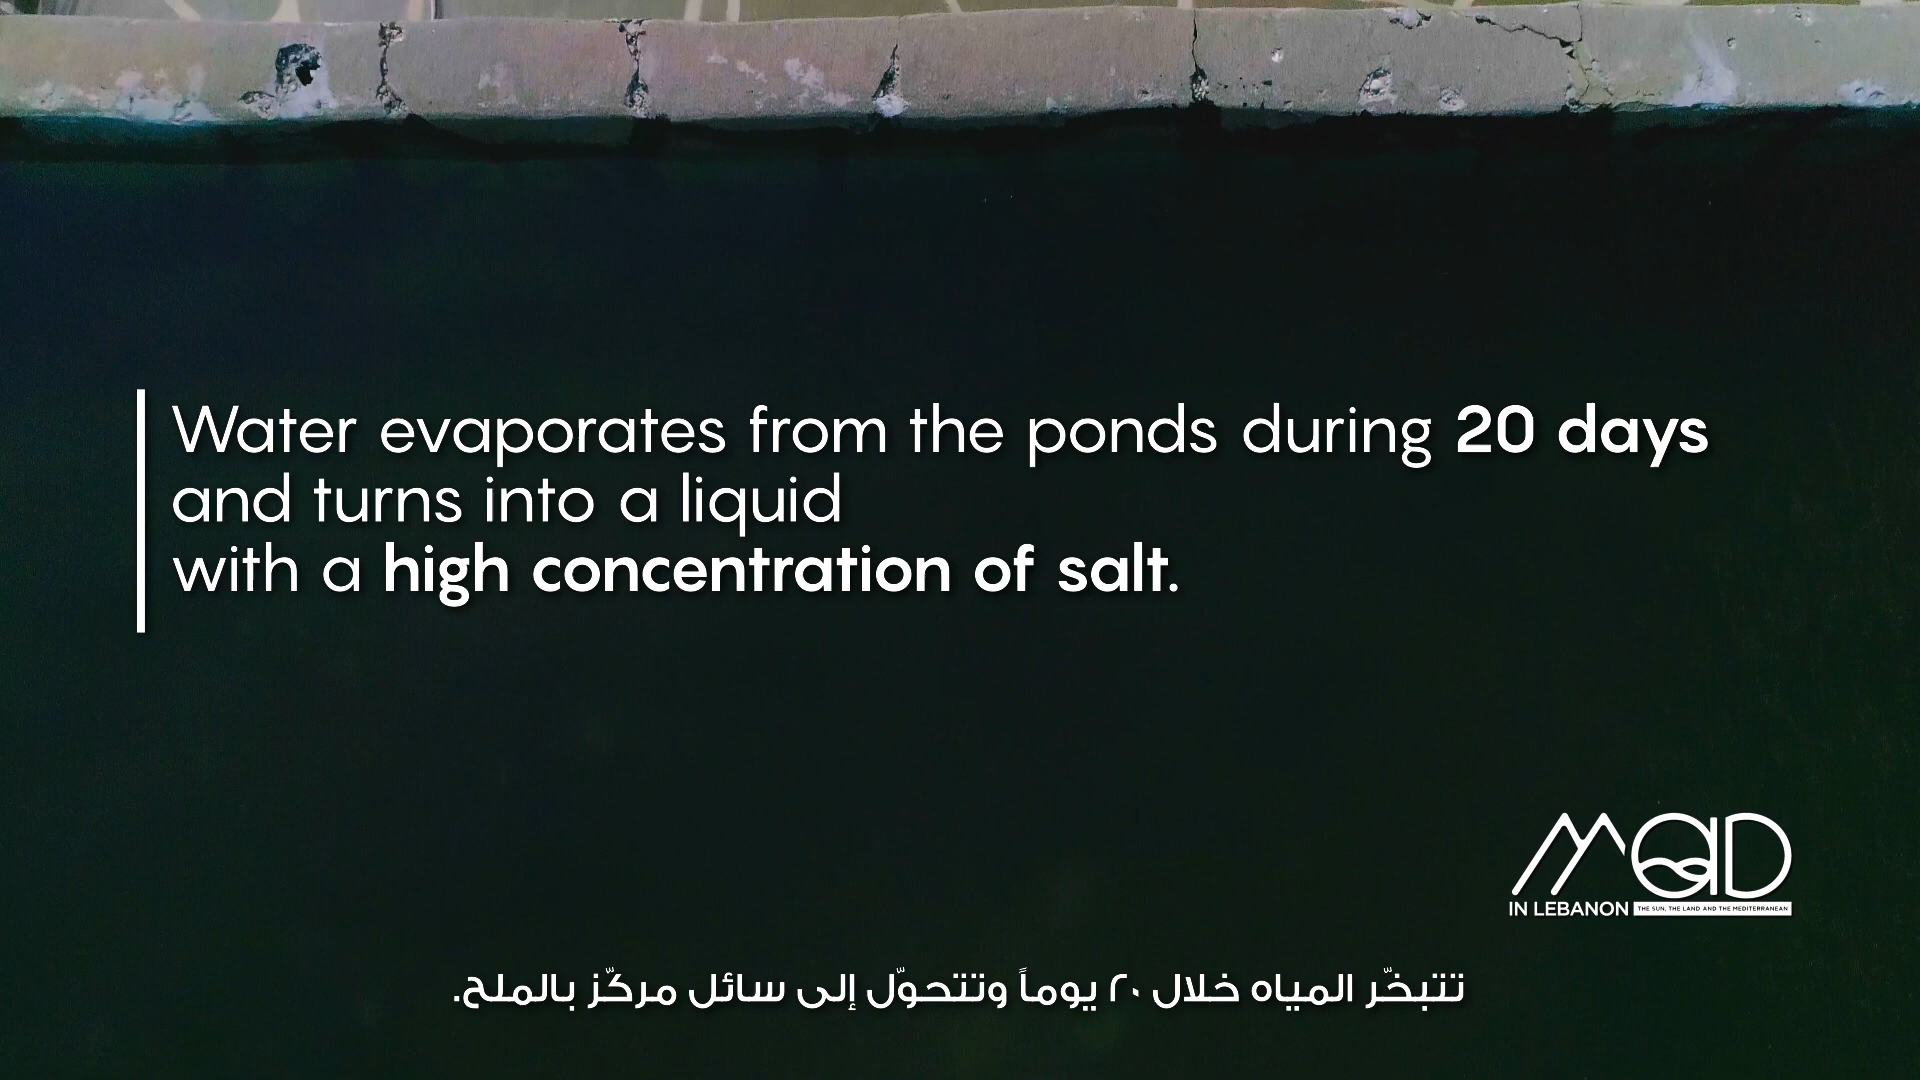 Water evaporates from the ponds during 20 days
and turns into a liquid
with a high concentration of salt.
MaD
IN LEBANON THE SUN, THE LAND AND THE MEDITERRANEAN
تتبخّر المياه خلال ٢٠ يوماً وتتحوّل إلى سائل مركّز بالملح.